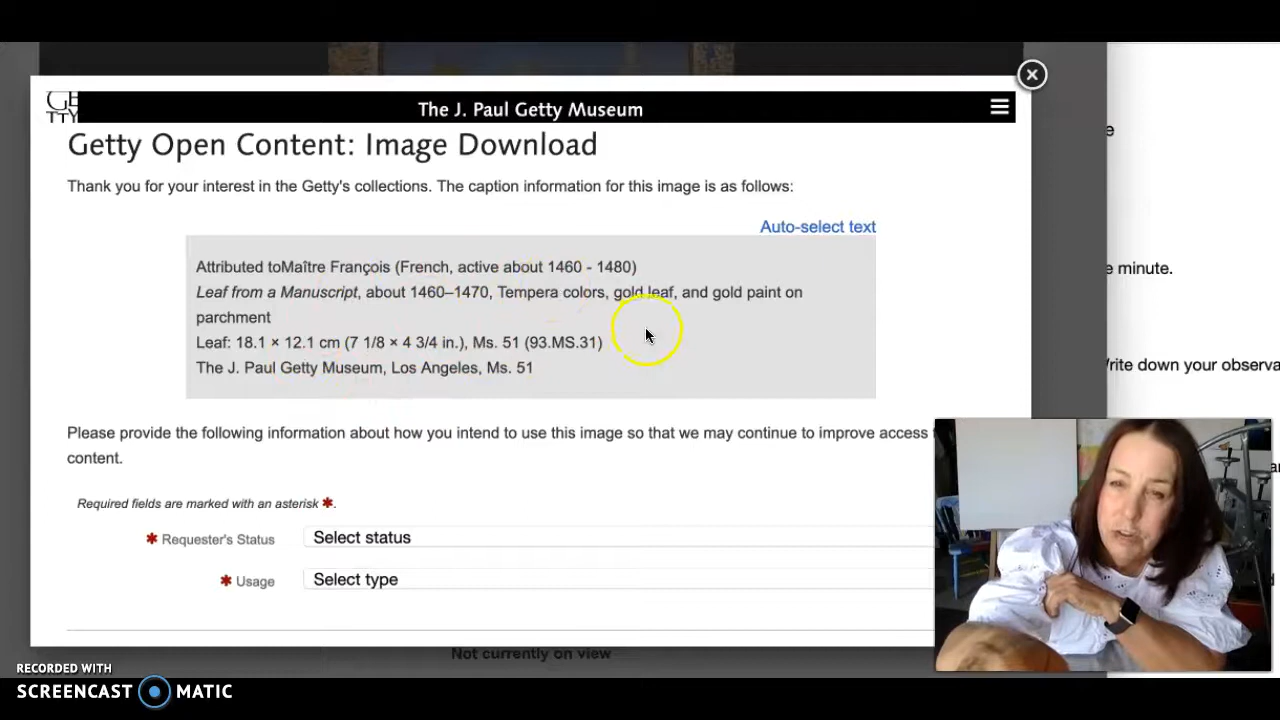 GE
TTY
The J. Paul Getty Museum
Getty Open Content: Image Download
Thank you for your interest in the Getty's collections. The caption information for this image is as follows:
Auto-select text
Attributed toMaître François (French, active about 1460 - 1480)
Leaf from a Manuscript, about 1460–1470, Tempera colors, gold leaf, and gold paint on
parchment
Leaf: 18.1 × 12.1 cm (7 1/8 × 4 3/4 in.), Ms. 51 (93.MS.31)
The J. Paul Getty Museum, Los Angeles, Ms. 51
Please provide the following information about how you intend to use this image so that we may continue to improve access
content.
Required fields are marked with an asterisk *.
* Requester's Status Select status
* Usage Select type
Not currently on view
e
e minute.
rite down your observa
RECORDED WITH
SCREENCAST MATIC